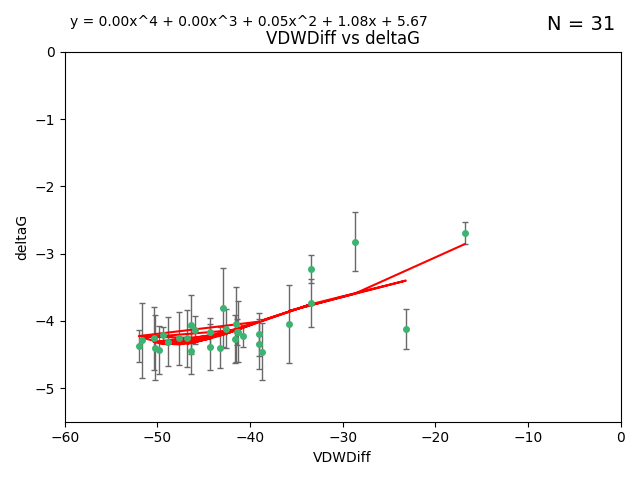 y = 0.00x^4 + 0.00x^3 + 0.05x^2 + 1.08x + 5.67
N = 31
VDWDiff vs deltaG
0
−1
−2
−3
−4
−5
deltaG
−60 −50 −40 −30 −20 −10 0
VDWDiff